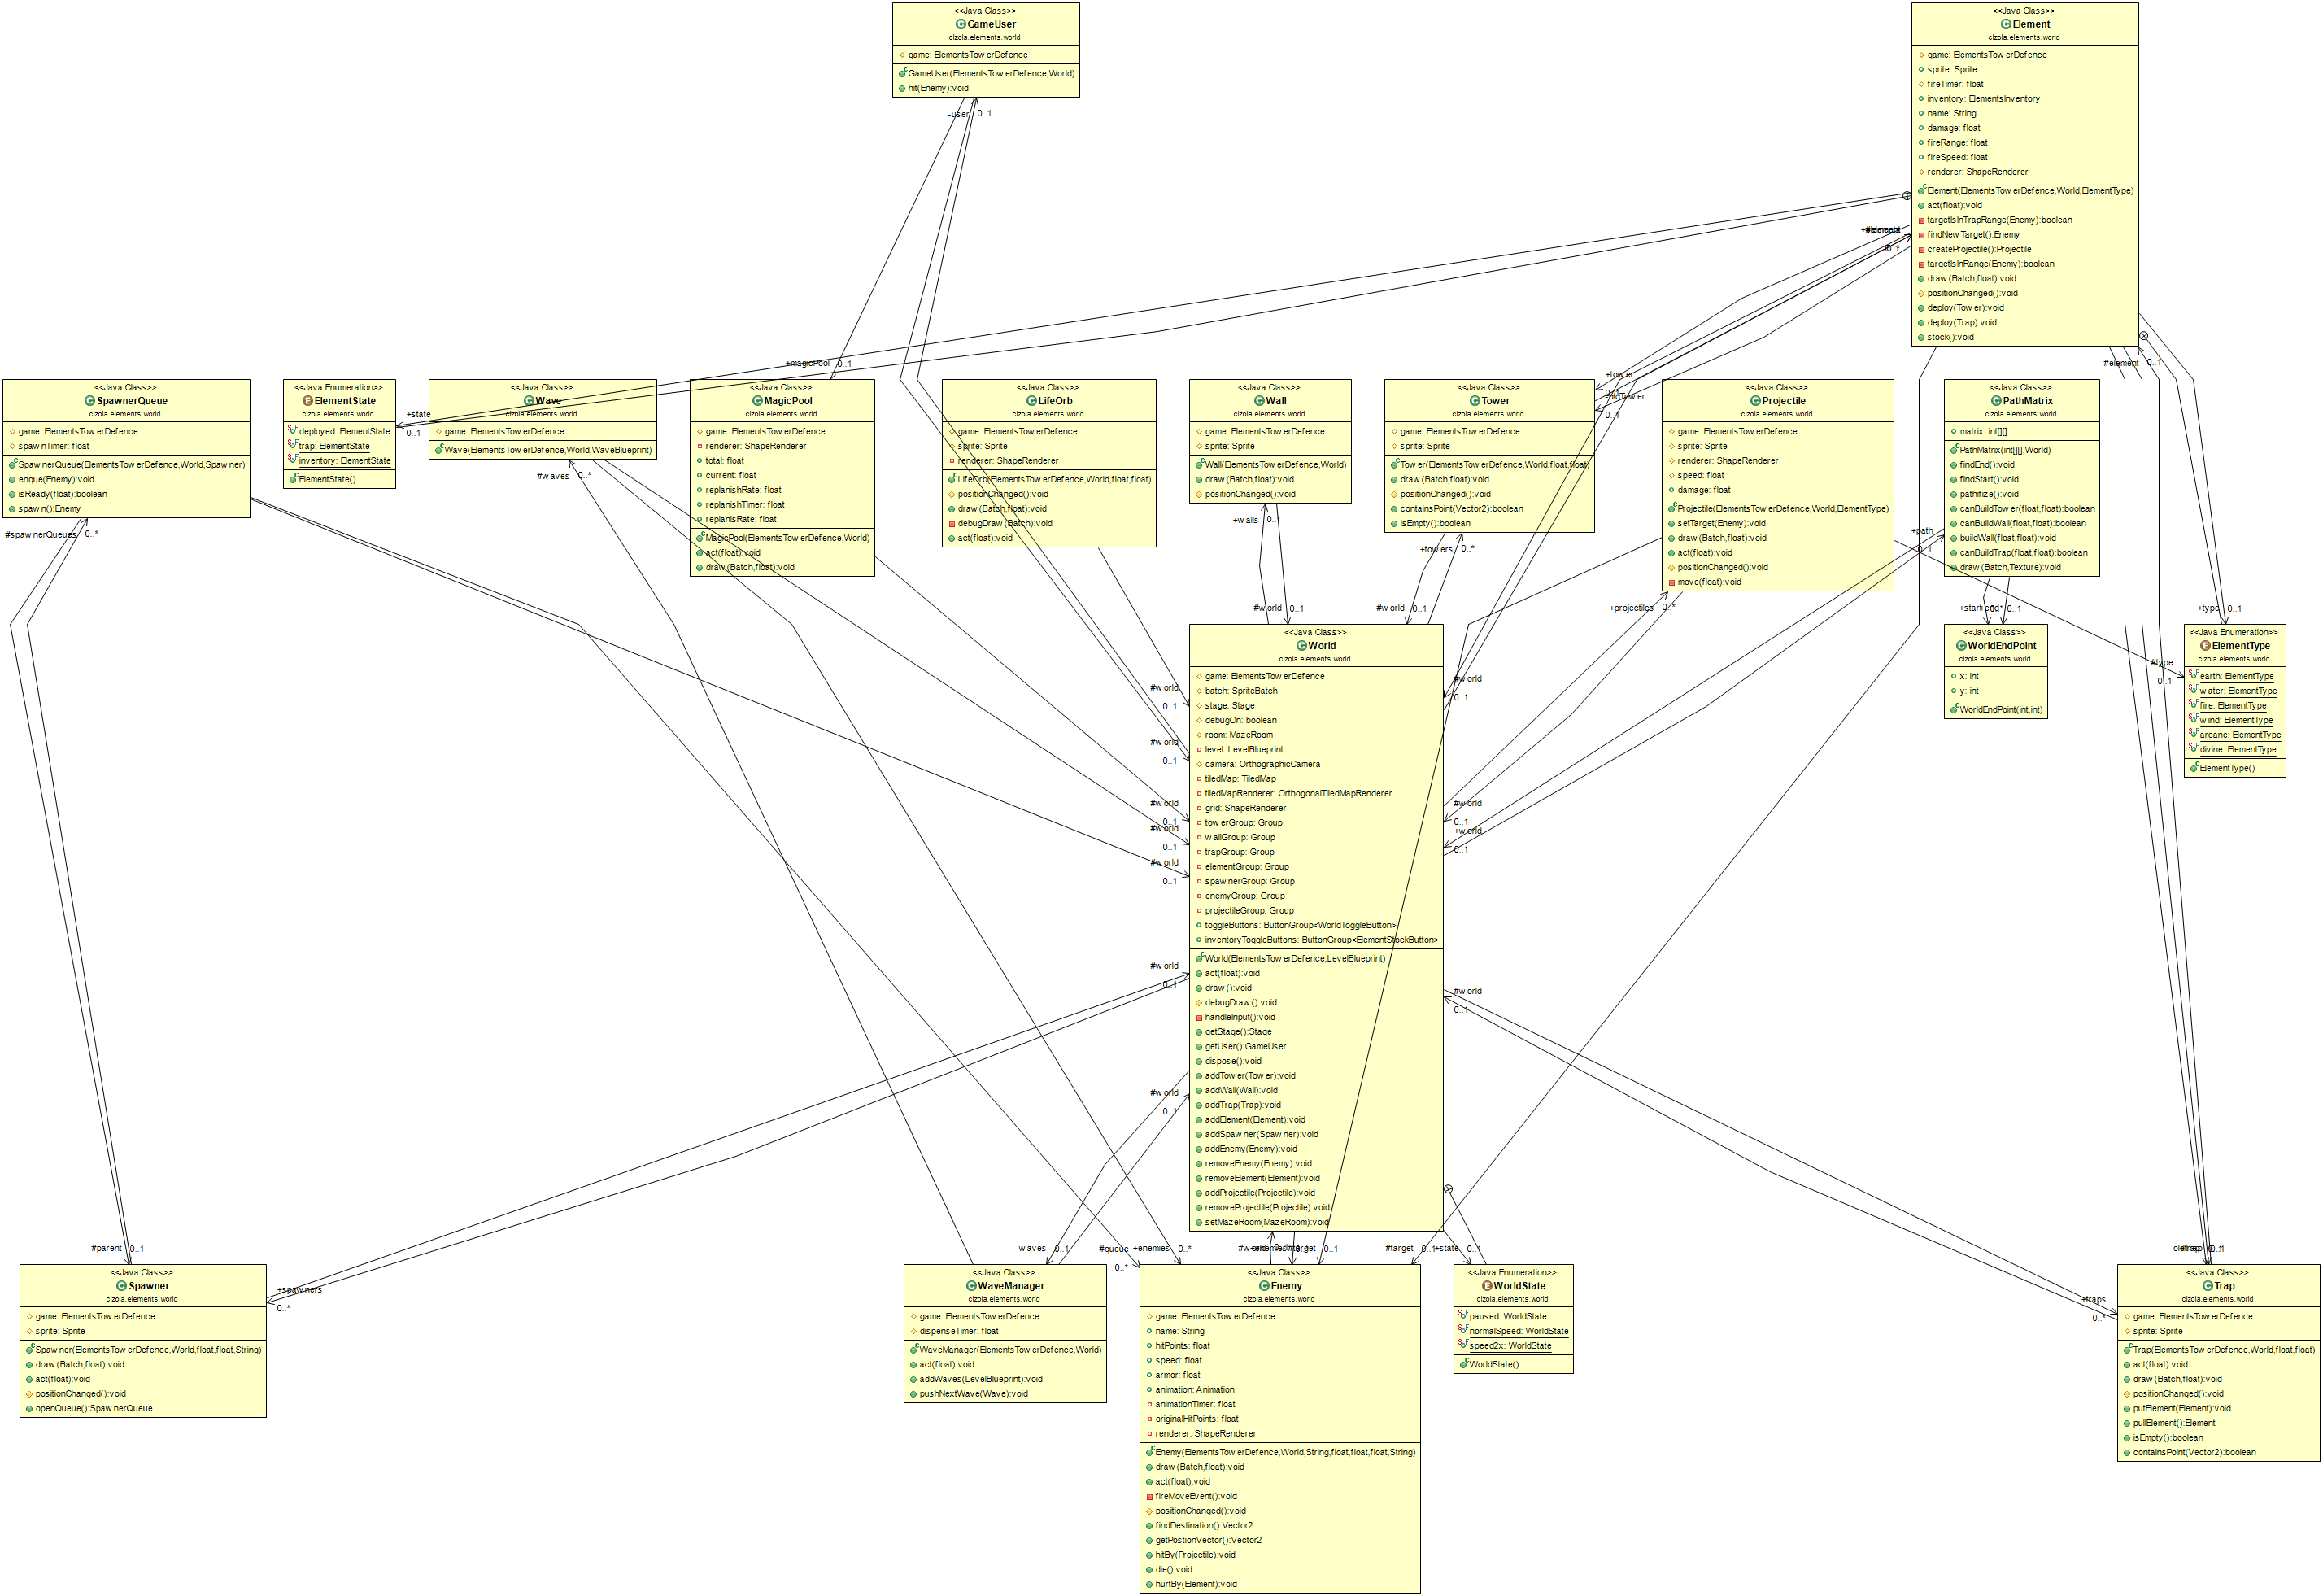 <<Java Class>>
GameUser
clzola.elements.world
game: ElementsTowerDefence
GameUser(ElementsTowerDefence,World)
hit(Enemy):void
<<Java Class>>
Element
clzola.elements.world
game: ElementsTowerDefence
sprite: Sprite
fireTimer: float
inventory: ElementsInventory
name: String
damage: float
fireRange: float
fireSpeed: float
renderer: ShapeRenderer
Element(ElementsTowerDefence,World,ElementType)
act(float):void
targetIsInTrapRange(Enemy):boolean
findNewTarget():Enemy
createProjectile():Projectile
targetIsInRange(Enemy):boolean
draw(Batch,float):void
positionChanged():void
deploy(Tower):void
deploy(Trap):void
stock():void
-user
0..1
+magicPool
0..1
+tower
0..1
-oldTower
0..1
#element
0..1
+state
0..1
<<Java Class>>
SpawnerQueue
clzola.elements.world
game: ElementsTowerDefence
spawnTimer: float
SpawnerQueue(ElementsTowerDefence,World,Spawner)
enque(Enemy):void
isReady(float):boolean
spawn():Enemy
<<Java Enumeration>>
ElementState
clzola.elements.world
deployed: ElementState
trap: ElementState
inventory: ElementState
ElementState()
<<Java Class>>
Wave
clzola.elements.world
game: ElementsTowerDefence
Wave(ElementsTowerDefence,World,WaveBlueprint)
<<Java Class>>
MagicPool
clzola.elements.world
game: ElementsTowerDefence
renderer: ShapeRenderer
total: float
current: float
replanishRate: float
replanishTimer: float
replanisRate: float
MagicPool(ElementsTowerDefence,World)
act(float):void
draw(Batch,float):void
<<Java Class>>
LifeOrb
clzola.elements.world
game: ElementsTowerDefence
sprite: Sprite
renderer: ShapeRenderer
LifeOrb(ElementsTowerDefence,World,float,float)
positionChanged():void
draw(Batch,float):void
debugDraw(Batch):void
act(float):void
<<Java Class>>
Wall
clzola.elements.world
game: ElementsTowerDefence
sprite: Sprite
Wall(ElementsTowerDefence,World)
draw(Batch,float):void
positionChanged():void
<<Java Class>>
Tower
clzola.elements.world
game: ElementsTowerDefence
sprite: Sprite
Tower(ElementsTowerDefence,World,float,float)
draw(Batch,float):void
positionChanged():void
containsPoint(Vector2):boolean
isEmpty():boolean
<<Java Class>>
Projectile
clzola.elements.world
game: ElementsTowerDefence
sprite: Sprite
renderer: ShapeRenderer
speed: float
damage: float
Projectile(ElementsTowerDefence,World,ElementType)
setTarget(Enemy):void
draw(Batch,float):void
act(float):void
positionChanged():void
move(float):void
<<Java Class>>
PathMatrix
clzola.elements.world
matrix: int[][]
PathMatrix(int[][],World)
findEnd():void
findStart():void
pathifize():void
canBuildTower(float,float):boolean
canBuildWall(float,float):boolean
buildWall(float,float):void
canBuildTrap(float,float):boolean
draw(Batch,Texture):void
#spawnerQueues
0..*
#waves
0..*
+walls
0..*
+towers
0..*
+projectiles
0..*
+path
0..1
+type
0..1
#type
0..1
<<Java Class>>
WorldEndPoint
clzola.elements.world
x: int
y: int
WorldEndPoint(int,int)
<<Java Enumeration>>
ElementType
clzola.elements.world
earth: ElementType
water: ElementType
fire: ElementType
wind: ElementType
arcane: ElementType
divine: ElementType
ElementType()
#world
0..1
#world
0..1
#world
0..1
#world
0..1
#world
0..1
#world
0..1
#world
0..1
#world
0..1
#world
0..1
#world
0..1
+world
0..1
#world
0..1
#world
0..1
<<Java Class>>
World
clzola.elements.world
game: ElementsTowerDefence
batch: SpriteBatch
stage: Stage
debugOn: boolean
room: MazeRoom
level: LevelBlueprint
camera: OrthographicCamera
tiledMap: TiledMap
tiledMapRenderer: OrthogonalTiledMapRenderer
grid: ShapeRenderer
towerGroup: Group
wallGroup: Group
trapGroup: Group
elementGroup: Group
spawnerGroup: Group
enemyGroup: Group
projectileGroup: Group
toggleButtons: ButtonGroup<WorldToggleButton>
inventoryToggleButtons: ButtonGroup<ElementStockButton>
World(ElementsTowerDefence,LevelBlueprint)
act(float):void
draw():void
debugDraw():void
handleInput():void
getStage():Stage
getUser():GameUser
dispose():void
addTower(Tower):void
addWall(Wall):void
addTrap(Trap):void
addElement(Element):void
addSpawner(Spawner):void
addEnemy(Enemy):void
removeEnemy(Enemy):void
removeElement(Element):void
addProjectile(Projectile):void
removeProjectile(Projectile):void
setMazeRoom(MazeRoom):void
#parent
0..1
+spawners
0..*
-waves
0..1
#queue
0..*
+enemies
0..*
#target
0..1
#target
0..1
+state
0..1
+traps
0..*
<<Java Class>>
Spawner
clzola.elements.world
game: ElementsTowerDefence
sprite: Sprite
Spawner(ElementsTowerDefence,World,float,float,String)
draw(Batch,float):void
act(float):void
positionChanged():void
openQueue():SpawnerQueue
<<Java Class>>
WaveManager
clzola.elements.world
game: ElementsTowerDefence
dispenseTimer: float
WaveManager(ElementsTowerDefence,World)
act(float):void
addWaves(LevelBlueprint):void
pushNextWave(Wave):void
<<Java Class>>
Enemy
clzola.elements.world
game: ElementsTowerDefence
name: String
hitPoints: float
speed: float
armor: float
animation: Animation
animationTimer: float
originalHitPoints: float
renderer: ShapeRenderer
Enemy(ElementsTowerDefence,World,String,float,float,float,String)
draw(Batch,float):void
act(float):void
fireMoveEvent():void
positionChanged():void
findDestination():Vector2
getPostionVector():Vector2
hitBy(Projectile):void
die():void
hurtBy(Element):void
<<Java Enumeration>>
WorldState
clzola.elements.world
paused: WorldState
normalSpeed: WorldState
speed2x: WorldState
WorldState()
<<Java Class>>
Trap
clzola.elements.world
game: ElementsTowerDefence
sprite: Sprite
Trap(ElementsTowerDefence,World,float,float)
act(float):void
draw(Batch,float):void
positionChanged():void
putElement(Element):void
pullElement():Element
isEmpty():boolean
containsPoint(Vector2):boolean